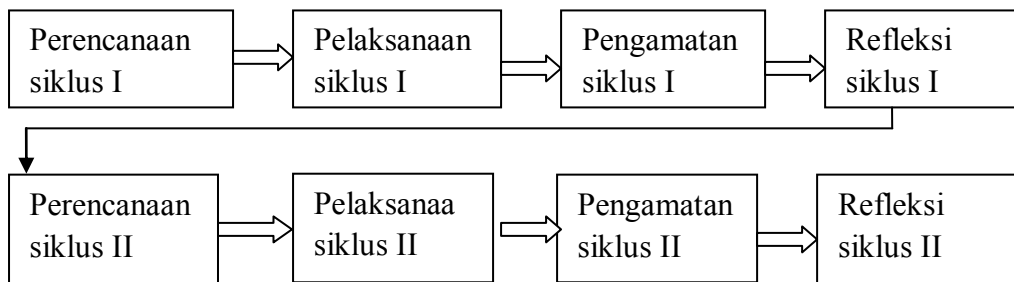 Perencanaan
siklus I
Pelaksanaan
siklus I
Pengamatan
siklus I
Refleksi
siklus I
Perencanaan
siklus II
Pelaksanaa
siklus II
Pengamatan
siklus II
Refleksi
siklus II